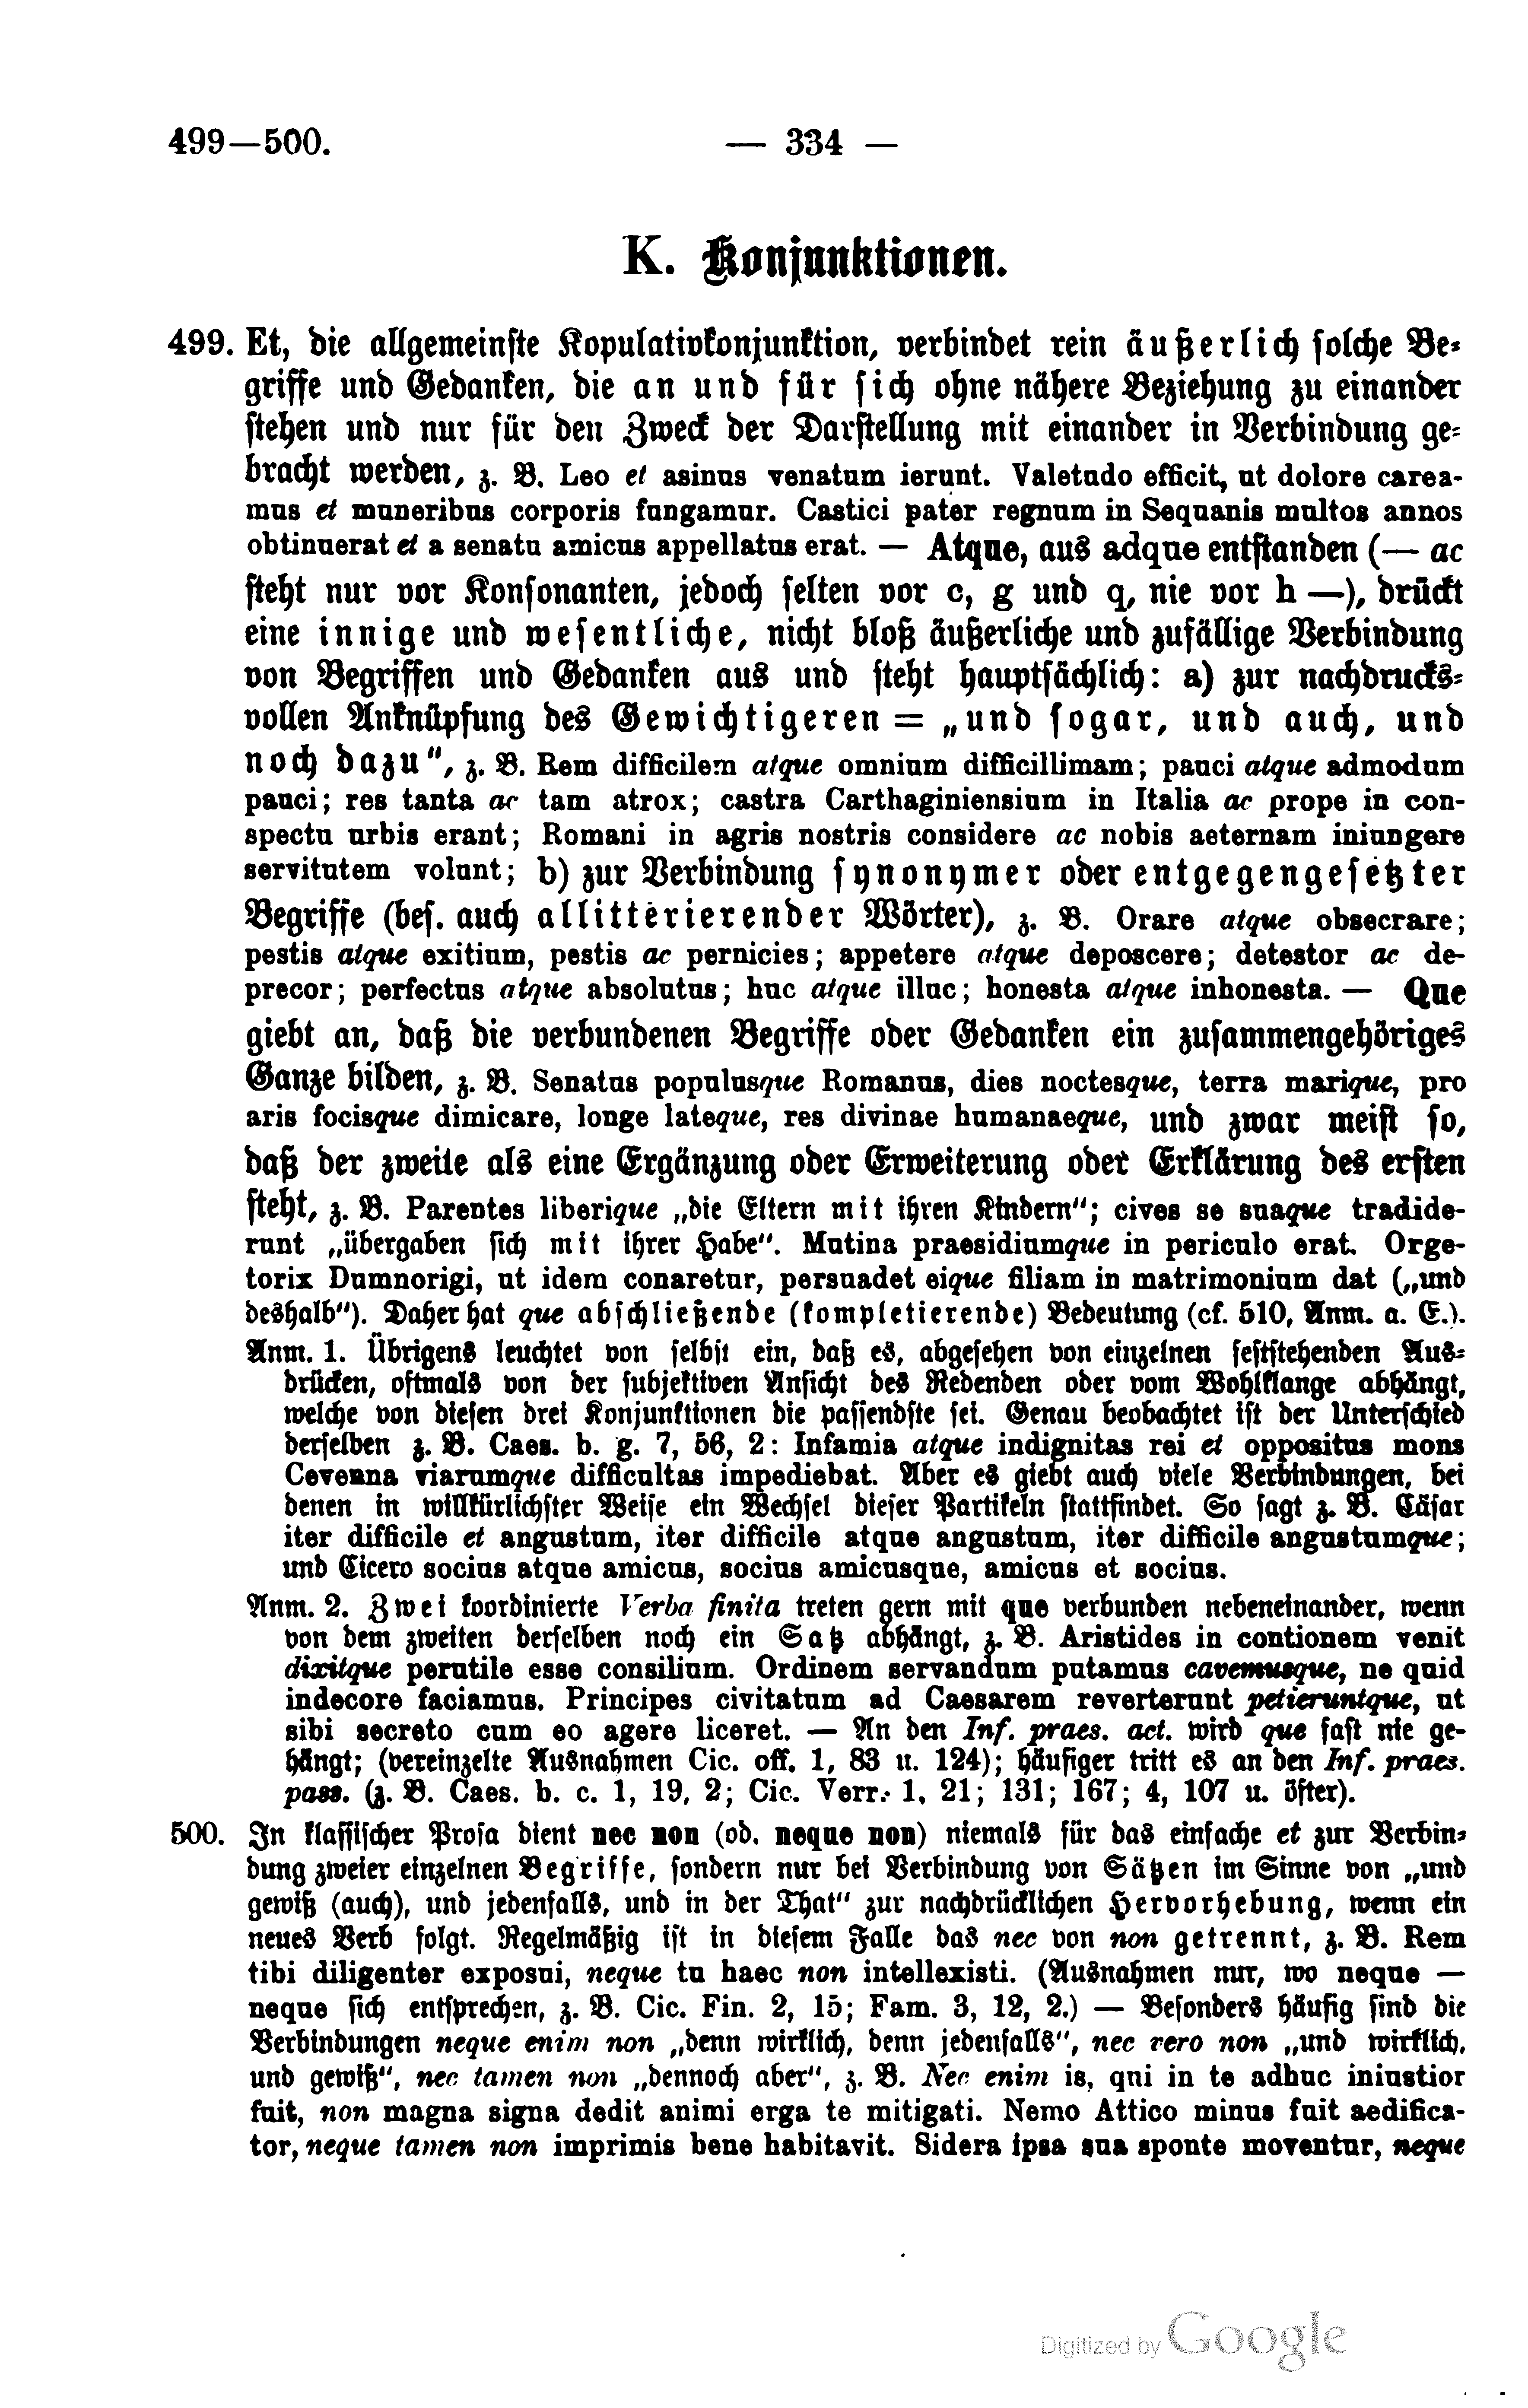 499—500.
— 334 —
K. Konjunktionen.
499. Et, die allgemeinste Kopulativkonjunktion, verbindet rein äußerlich solche Be-
griffe und Gedanken, die an und für sich ohne nähere Beziehung zu einander
stehen und nur für den Zweck der Darstellung mit einander in Verbindung ge-
bracht werden, z. B. Leo et asinus venatum ierunt. Valetudo efficit, ut dolore carea-
mus et muneribus corporis fungamur. Castici pater regnum in Sequanis multos annos
obtinuerat et a senatu amicus appellatus erat. — Atque, aus adque entstanden (— ac
steht nur vor Konsonanten, jedoch selten vor c, g und q, nie vor h —), drückt
eine innige und wesentliche, nicht bloß äußerliche und zufällige Verbindung
von Begriffen und Gedanken aus und steht hauptsächlich: a) zur nachdrucks-
vollen Anknüpfung des Gewichtigeren = „und sogar, und auch, und
noch dazu“, z. B. Rem difficilem atque omnium difficillimam; pauci atque admodum
pauci; res tanta ac tam atrox; castra Carthaginiensium in Italia ac prope in con-
spectu urbis erant; Romani in agris nostris considere ac nobis aeternam iniungere
servitutem volunt; b) zur Verbindung synonymer oder entgegengesetzter
Begriffe (bes. auch allitterierender Wörter), z. B. Orare atque obsecrare;
pestis atque exitium, pestis ac pernicies; appetere atque deposcere; detestor ac de-
precor; perfectus atque absolutus; huc atque illuc; honesta atque inhonesta. — Que
giebt an, daß die verbundenen Begriffe oder Gedanken ein zusammengehöriges
Ganze bilden, z. B. Senatus populusque Romanus, dies noctesque, terra marique, pro
aris focisque dimicare, longe lateque, res divinae humanaeque, und zwar meist so,
daß der zweite als eine Ergänzung oder Erweiterung oder Erklärung des ersten
steht, z. B. Parentes liberique „die Eltern mit ihren Kindern“; cives se suaque tradide-
runt „übergaben sich mit ihrer Habe“. Mutina praesidiumque in periculo erat. Orge-
torix Dumnorigi, ut idem conaretur, persuadet eique filiam in matrimonium dat („und
deshalb“). Daher hat que abschließende (kompletierende) Bedeutung (cf. 510, Anm. a. E.).
Anm. 1. Übrigens leuchtet von selbst ein, daß es, abgesehen von einzelnen feststehenden Aus-
drücken, oftmals von der subjektiven Ansicht des Redenden oder vom Wohlklange abhängt,
welche von diesen drei Konjunktionen die passendste sei. Genau beobachtet ist der Unterschied
derselben z. B. Caes. b. g. 7, 56, 2: Infamia atque indignitas rei et oppositus mons
Cevenna viarumque difficultas impediebat. Aber es giebt auch viele Verbindungen, bei
denen in willkürlichster Weise ein Wechsel dieser Partikeln stattfindet. So sagt z. B. Cäsar
iter difficile et angustum, iter difficile atque angustum, iter difficile angustumque;
und Cicero socius atque amicus, socius amicusque, amicus et socius.
Anm. 2. Zwei koordinierte Verba finita treten gern mit que verbunden nebeneinander, wenn
von dem zweiten derselben noch ein Satz abhängt, z. B. Aristides in contionem venit
dixitque perutile esse consilium. Ordinem servandum putamus cavemusque, ne quid
indecore faciamus. Principes civitatum ad Caesarem reverterunt petieruntque, ut
sibi secreto cum eo agere liceret. — An den Inf. praes. act. wird que fast nie ge-
hängt; (vereinzelte Ausnahmen Cic. off. 1, 83 u. 124); häufiger tritt es an den Inf. praes.
pass. (z. B. Caes. b. c. 1, 19, 2; Cic. Verr. 1, 21; 131; 167; 4, 107 u. öfter).
500. In klassischer Prosa dient nec non (ob. neque non) niemals für das einfache et zur Verbin-
dung zweier einzelnen Begriffe, sondern nur bei Verbindung von Sätzen im Sinne von „und
gewiß (auch), und jedenfalls, und in der That“ zur nachdrücklichen Hervorhebung, wenn ein
neues Verb folgt. Regelmäßig ist in diesem Falle das nec von non getrennt, z. B. Rem
tibi diligenter exposui, neque tu haec non intellexisti. (Ausnahmen nur, wo neque —
neque sich entsprechen, z. B. Cic. Fin. 2, 15; Fam. 3, 12, 2.) — Besonders häufig sind die
Verbindungen neque enim non „denn wirklich, denn jedenfalls“, nec vero non „und wirklich,
und gewiß“, nec tamen non „dennoch aber“, z. B. Nec enim is, qui in te adhuc iniustior
fuit, non magna signa dedit animi erga te mitigati. Nemo Attico minus fuit aedifica-
tor, neque tamen non imprimis bene habitavit. Sidera ipsa sua sponte moventur, neque
Digitized by Google